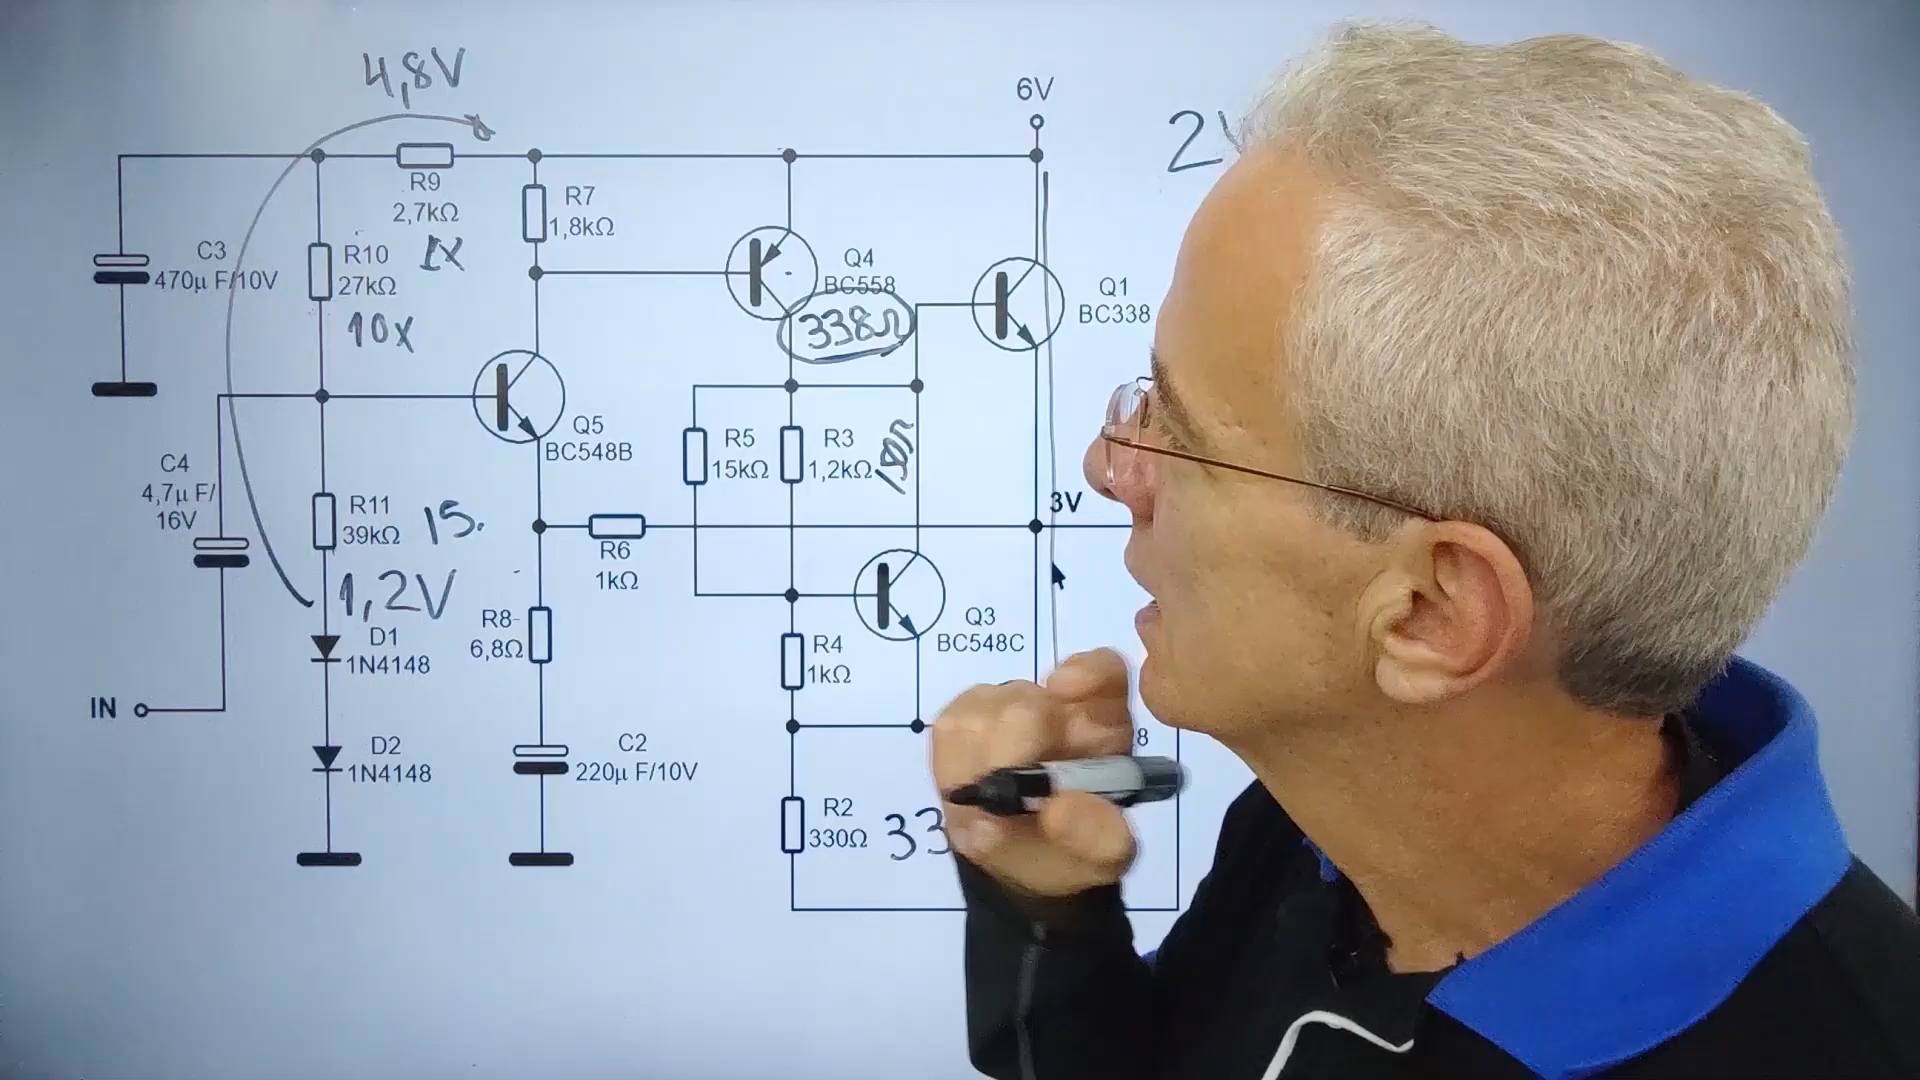 4,8V
6V
2
R9
2,7kΩ
1X
R7
1,8kΩ
C3
470μ F/10V
R10
27kΩ
10X
Q4
BC558
338Ω
Q1
BC338
Q5
BC548B
R5
15kΩ
R3
1,2kΩ
C4
4,7μ F/
16V
R11
39kΩ
15.
3V
R6
1kΩ
1,2V
D1
1N4148
R8
6,8Ω
Q3
BC548C
R4
1kΩ
IN
D2
1N4148
C2
220μ F/10V
8
R2
330Ω
33